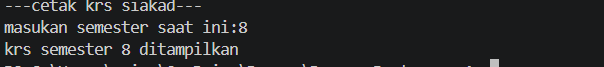 ---cetak krs siakad---
masukan semester saat ini:8
krs semester 8 ditampilkan